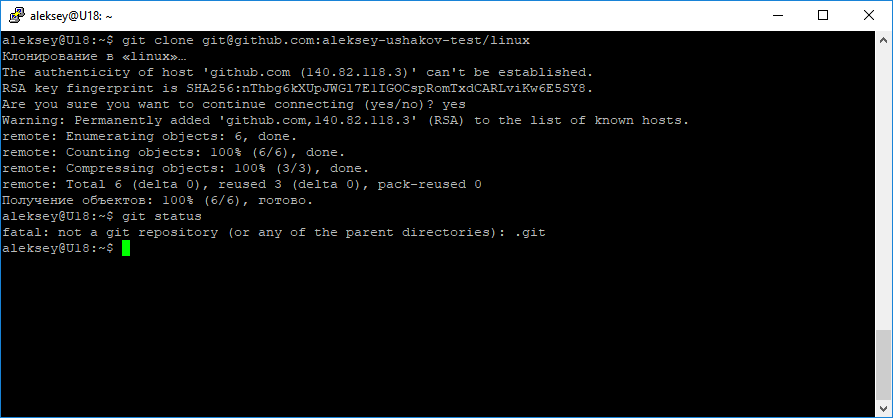 aleksey@U18: ~
aleksey@U18:~$ git clone git@github.com:aleksey-ushakov-test/linux
Клонирование в «linux»…
The authenticity of host 'github.com (140.82.118.3)' can't be established.
RSA key fingerprint is SHA256:nThbg6kXUpJWGl7E1IGOCspRomTxdCARLviKw6E5SY8.
Are you sure you want to continue connecting (yes/no)? yes
Warning: Permanently added 'github.com,140.82.118.3' (RSA) to the list of known hosts.
remote: Enumerating objects: 6, done.
remote: Counting objects: 100% (6/6), done.
remote: Compressing objects: 100% (3/3), done.
remote: Total 6 (delta 0), reused 3 (delta 0), pack-reused 0
Получение объектов: 100% (6/6), готово.
aleksey@U18:~$ git status
fatal: not a git repository (or any of the parent directories): .git
aleksey@U18:~$